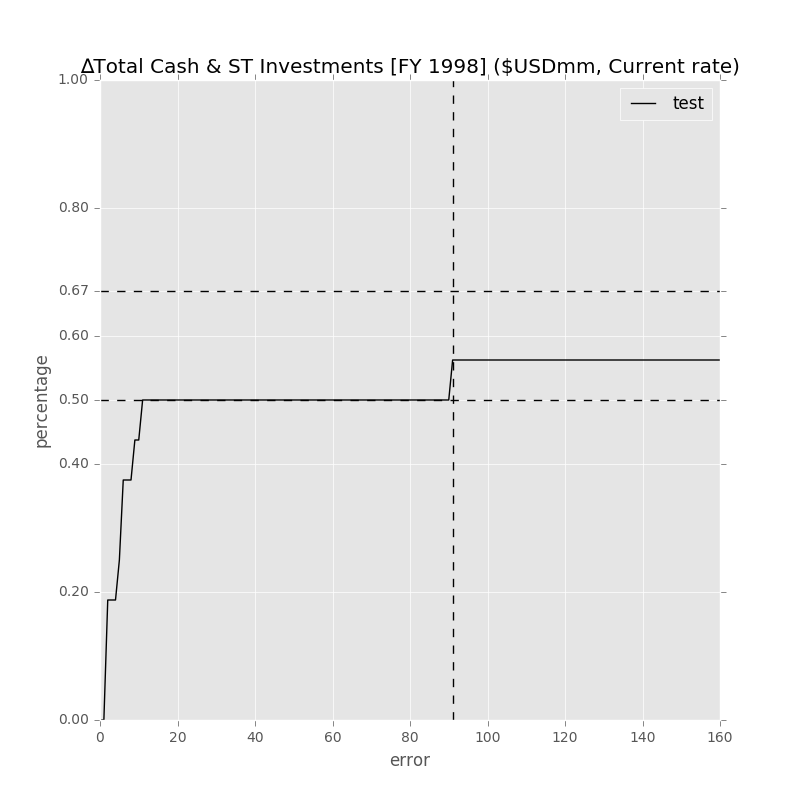 ΔTotal Cash & ST Investments [FY 1998] ($USDmm, Current rate)
1.00
test
0.80
0.67
0.60
percentage
0.50
0.40
0.20
0.00
0 20 40 60 80 100 120 140 160
error